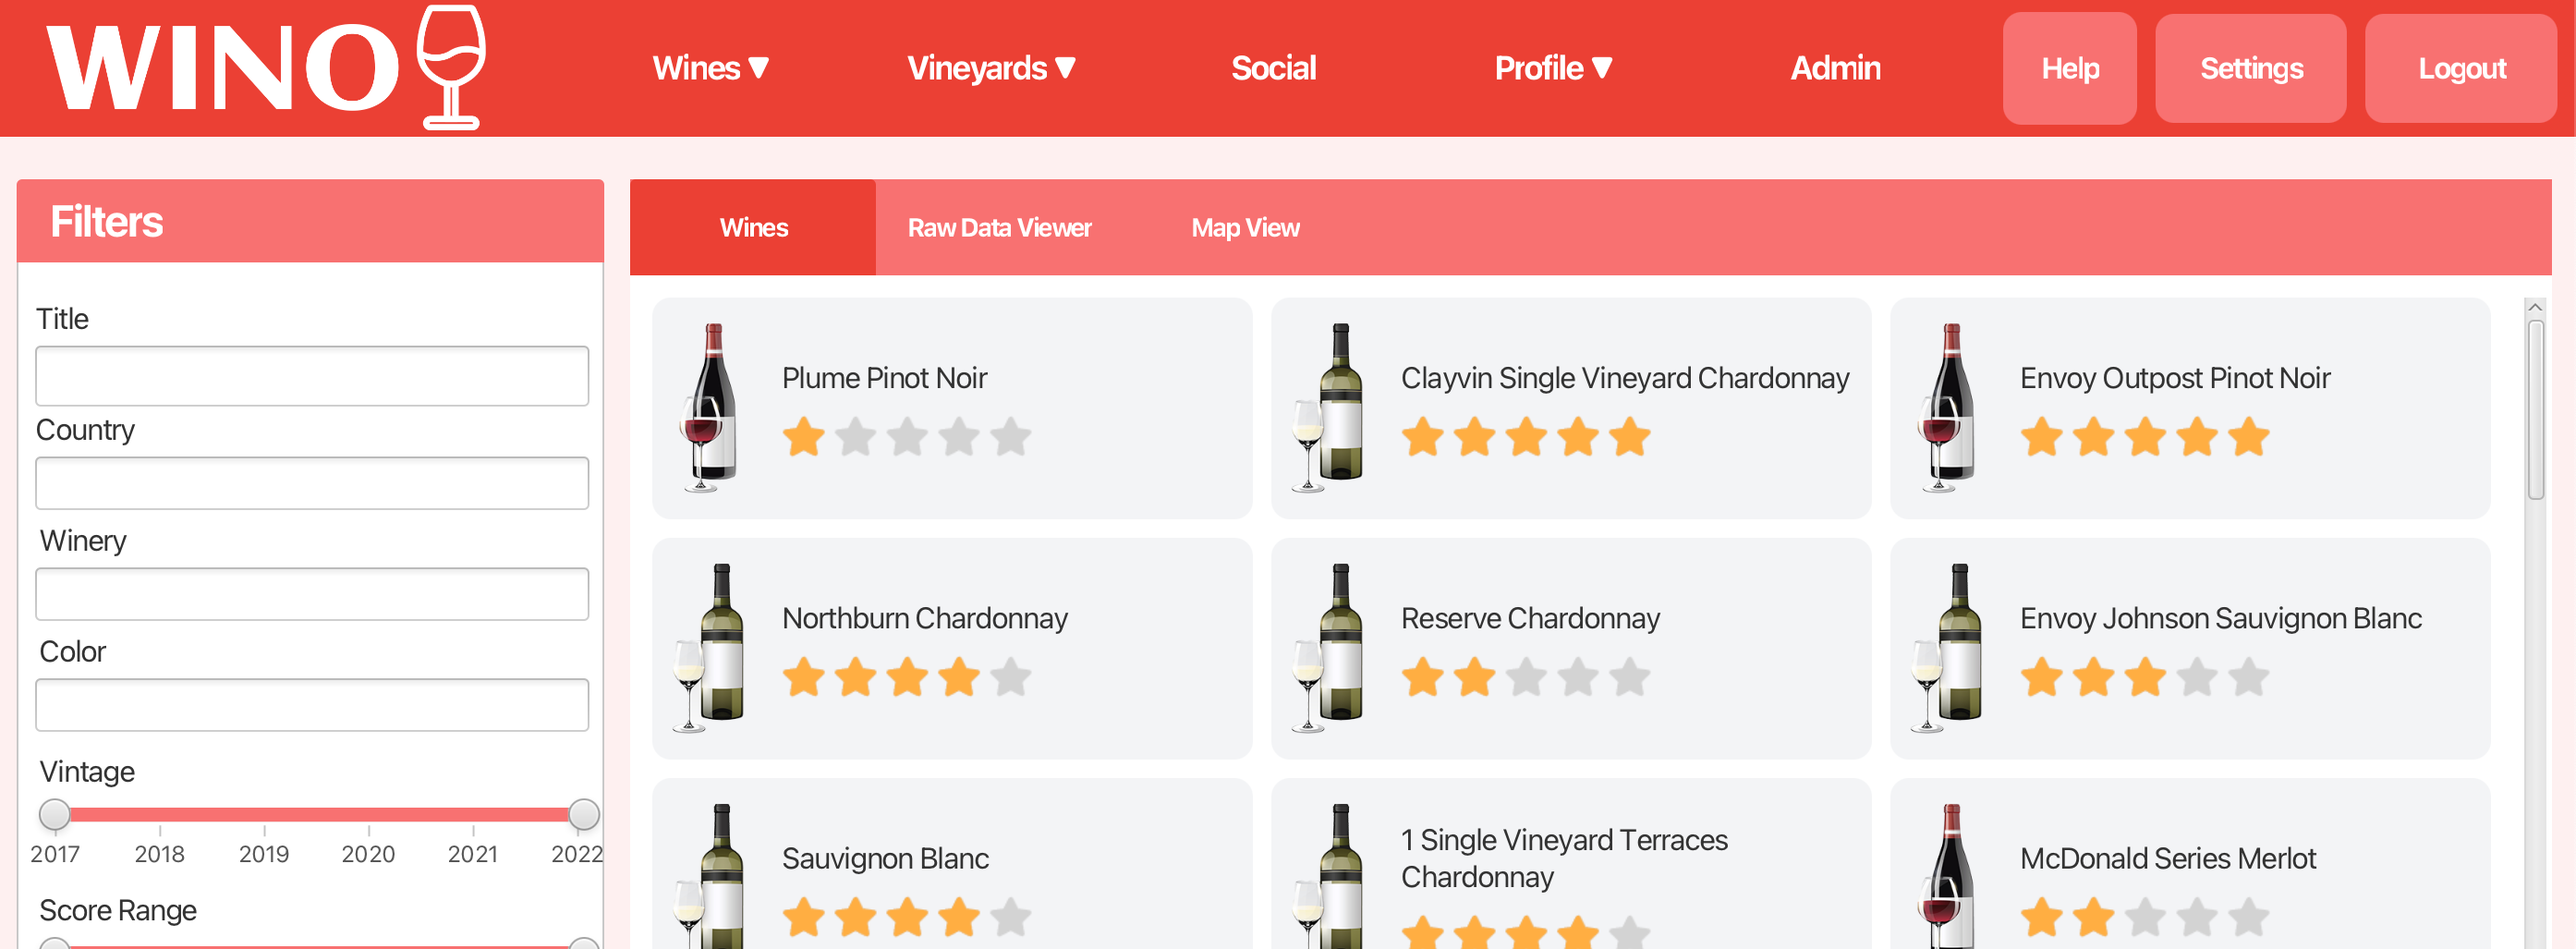 WINO
Wines ▼
Vineyards ▼
Social
Profile ▼
Admin
Help
Settings
Logout
Filters
Title
Country
Winery
Color
Vintage
2017 2018 2019 2020 2021 2022
Score Range
Wines
Raw Data Viewer
Map View
Plume Pinot Noir
Clayvin Single Vineyard Chardonnay
Envoy Outpost Pinot Noir
Northburn Chardonnay
Reserve Chardonnay
Envoy Johnson Sauvignon Blanc
Sauvignon Blanc
1 Single Vineyard Terraces
Chardonnay
McDonald Series Merlot